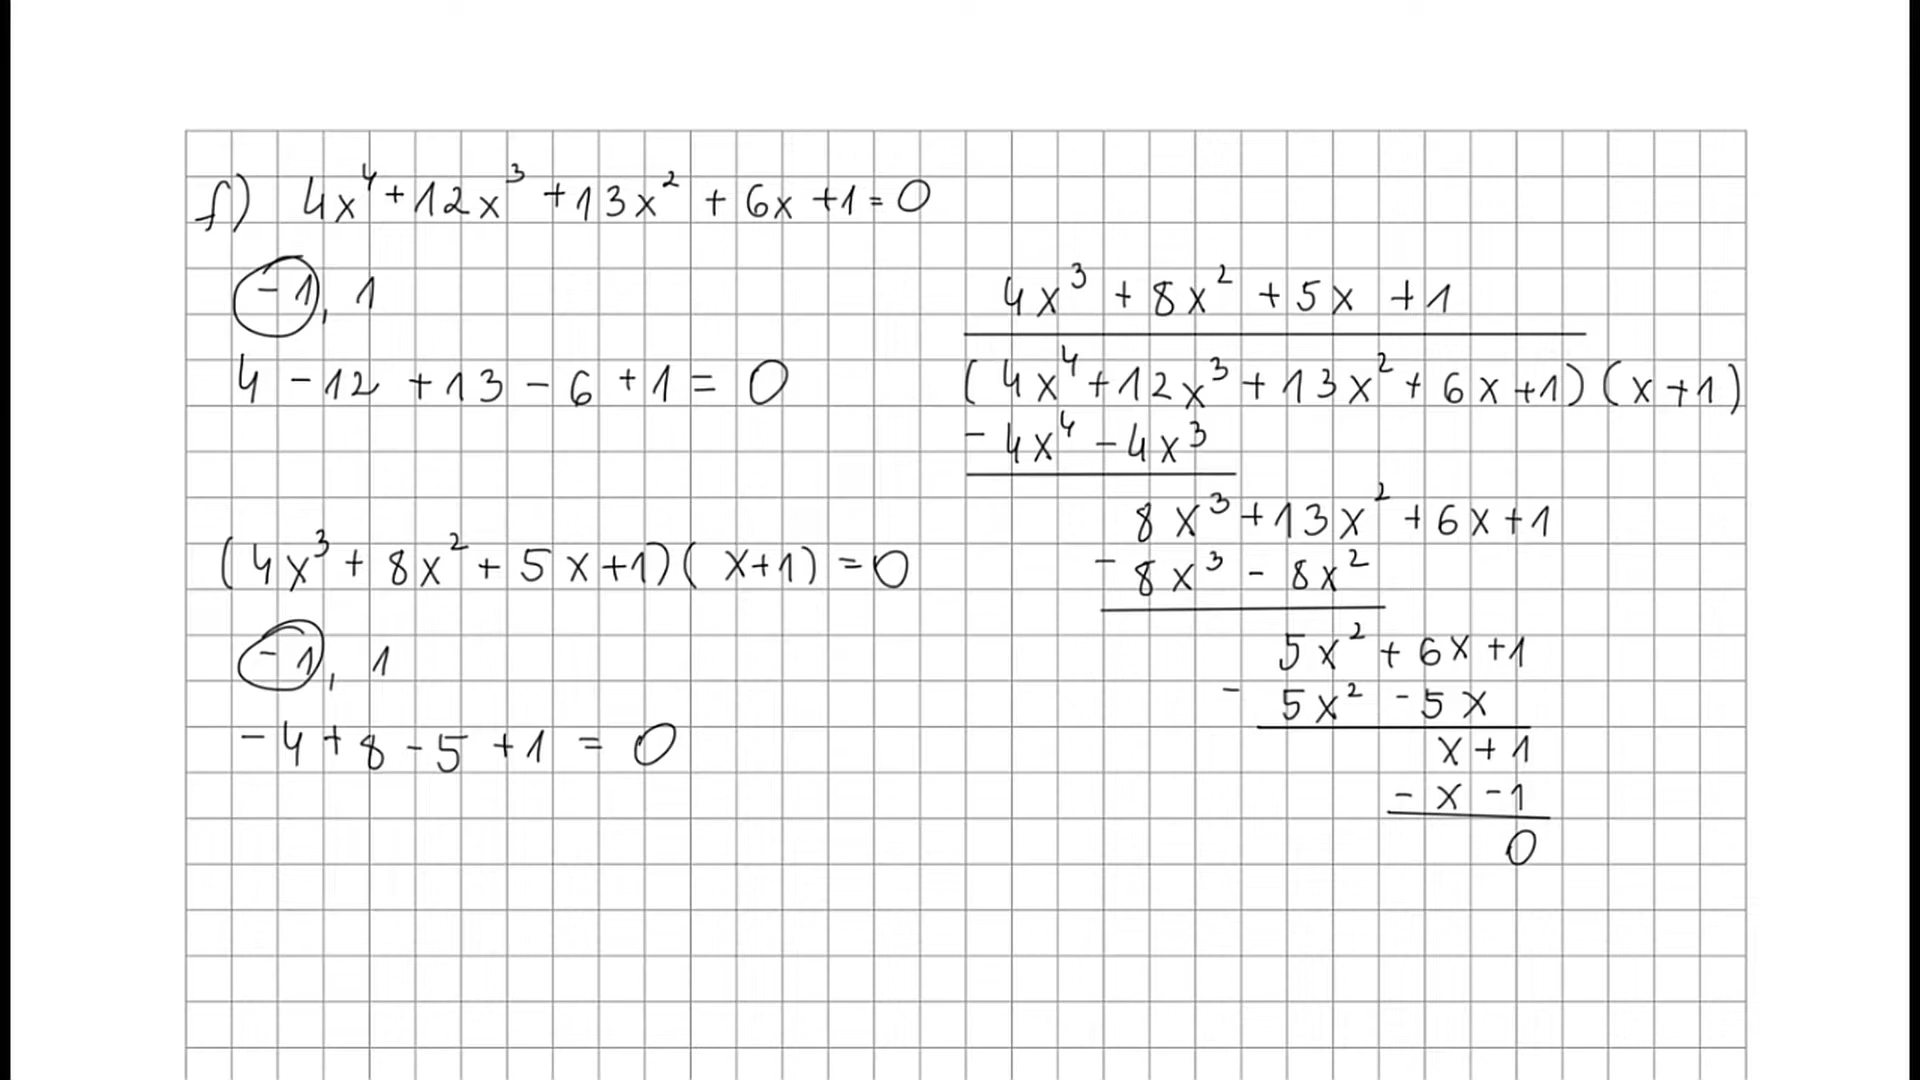 f) 4x⁴ + 12x³ + 13x² + 6x + 1 = 0
-1, 1
4 - 12 + 13 - 6 + 1 = 0
(4x³ + 8x² + 5x + 1)(x + 1) = 0
-1, 1
-4 + 8 - 5 + 1 = 0
4x³ + 8x² + 5x + 1
(4x⁴ + 12x³ + 13x² + 6x + 1)(x + 1)
- 4x⁴ - 4x³
8x³ + 13x² + 6x + 1
- 8x³ - 8x²
5x² + 6x + 1
- 5x² - 5x
x + 1
- x - 1
0